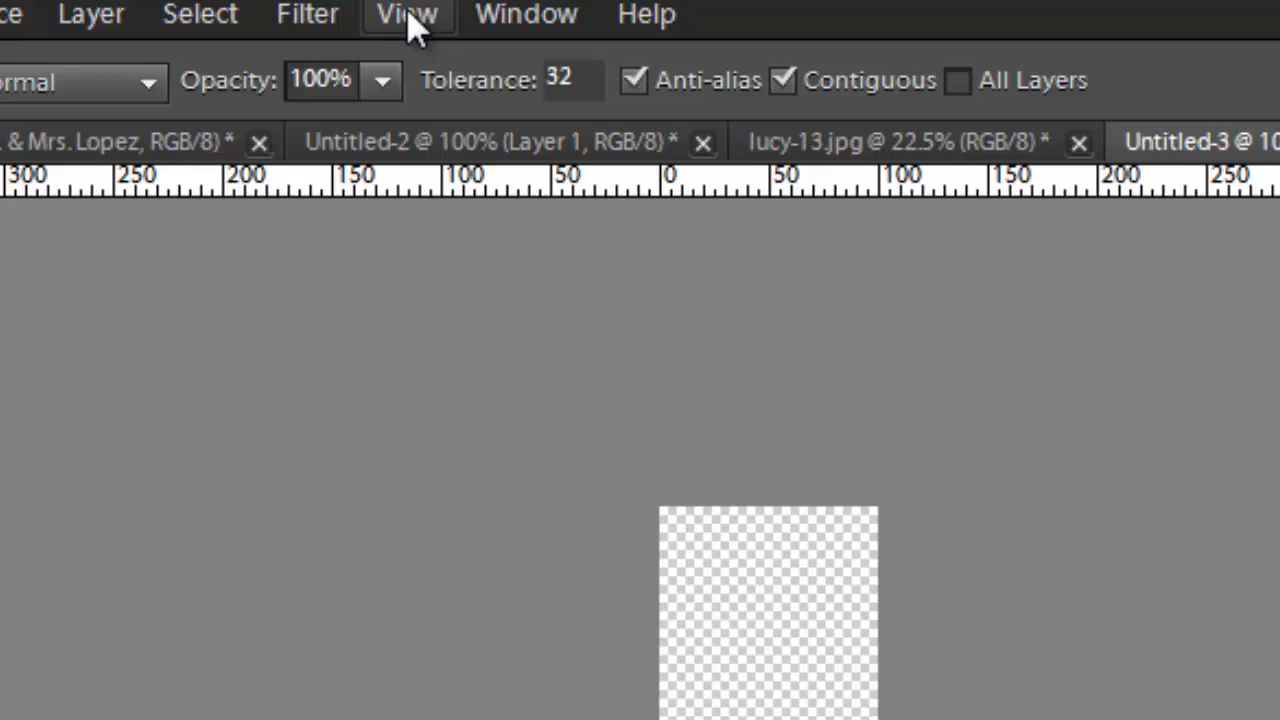 ce Layer Select Filter View Window Help
ormal Opacity: 100% Tolerance: 32 Anti-alias Contiguous All Layers
. & Mrs. Lopez, RGB/8) * Untitled-2 @ 100% (Layer 1, RGB/8) * lucy-13.jpg @ 22.5% (RGB/8) * Untitled-3 @ 10
300 250 200 150 100 50 0 50 100 150 200 250